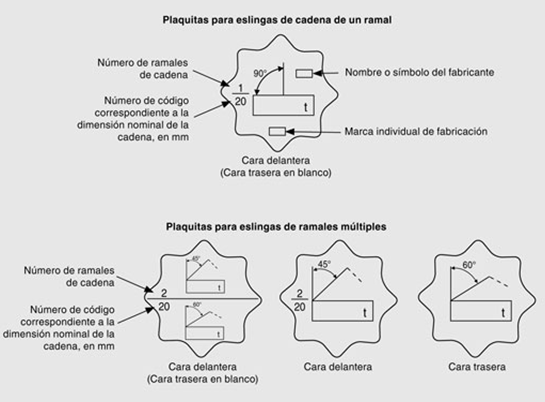 Plaquitas para eslingas de cadena de un ramal
Número de ramales
de cadena
Número de código
correspondiente a la
dimensión nominal de la
cadena, en mm
90°
1
20
t
Nombre o símbolo del fabricante
Marca individual de fabricación
Cara delantera
(Cara trasera en blanco)
Plaquitas para eslingas de ramales múltiples
Número de ramales
de cadena
Número de código
correspondiente a la
dimensión nominal de la
cadena, en mm
45°
t
2
20
60°
t
Cara delantera
(Cara trasera en blanco)
45°
2
20
t
Cara delantera
60°
t
Cara trasera